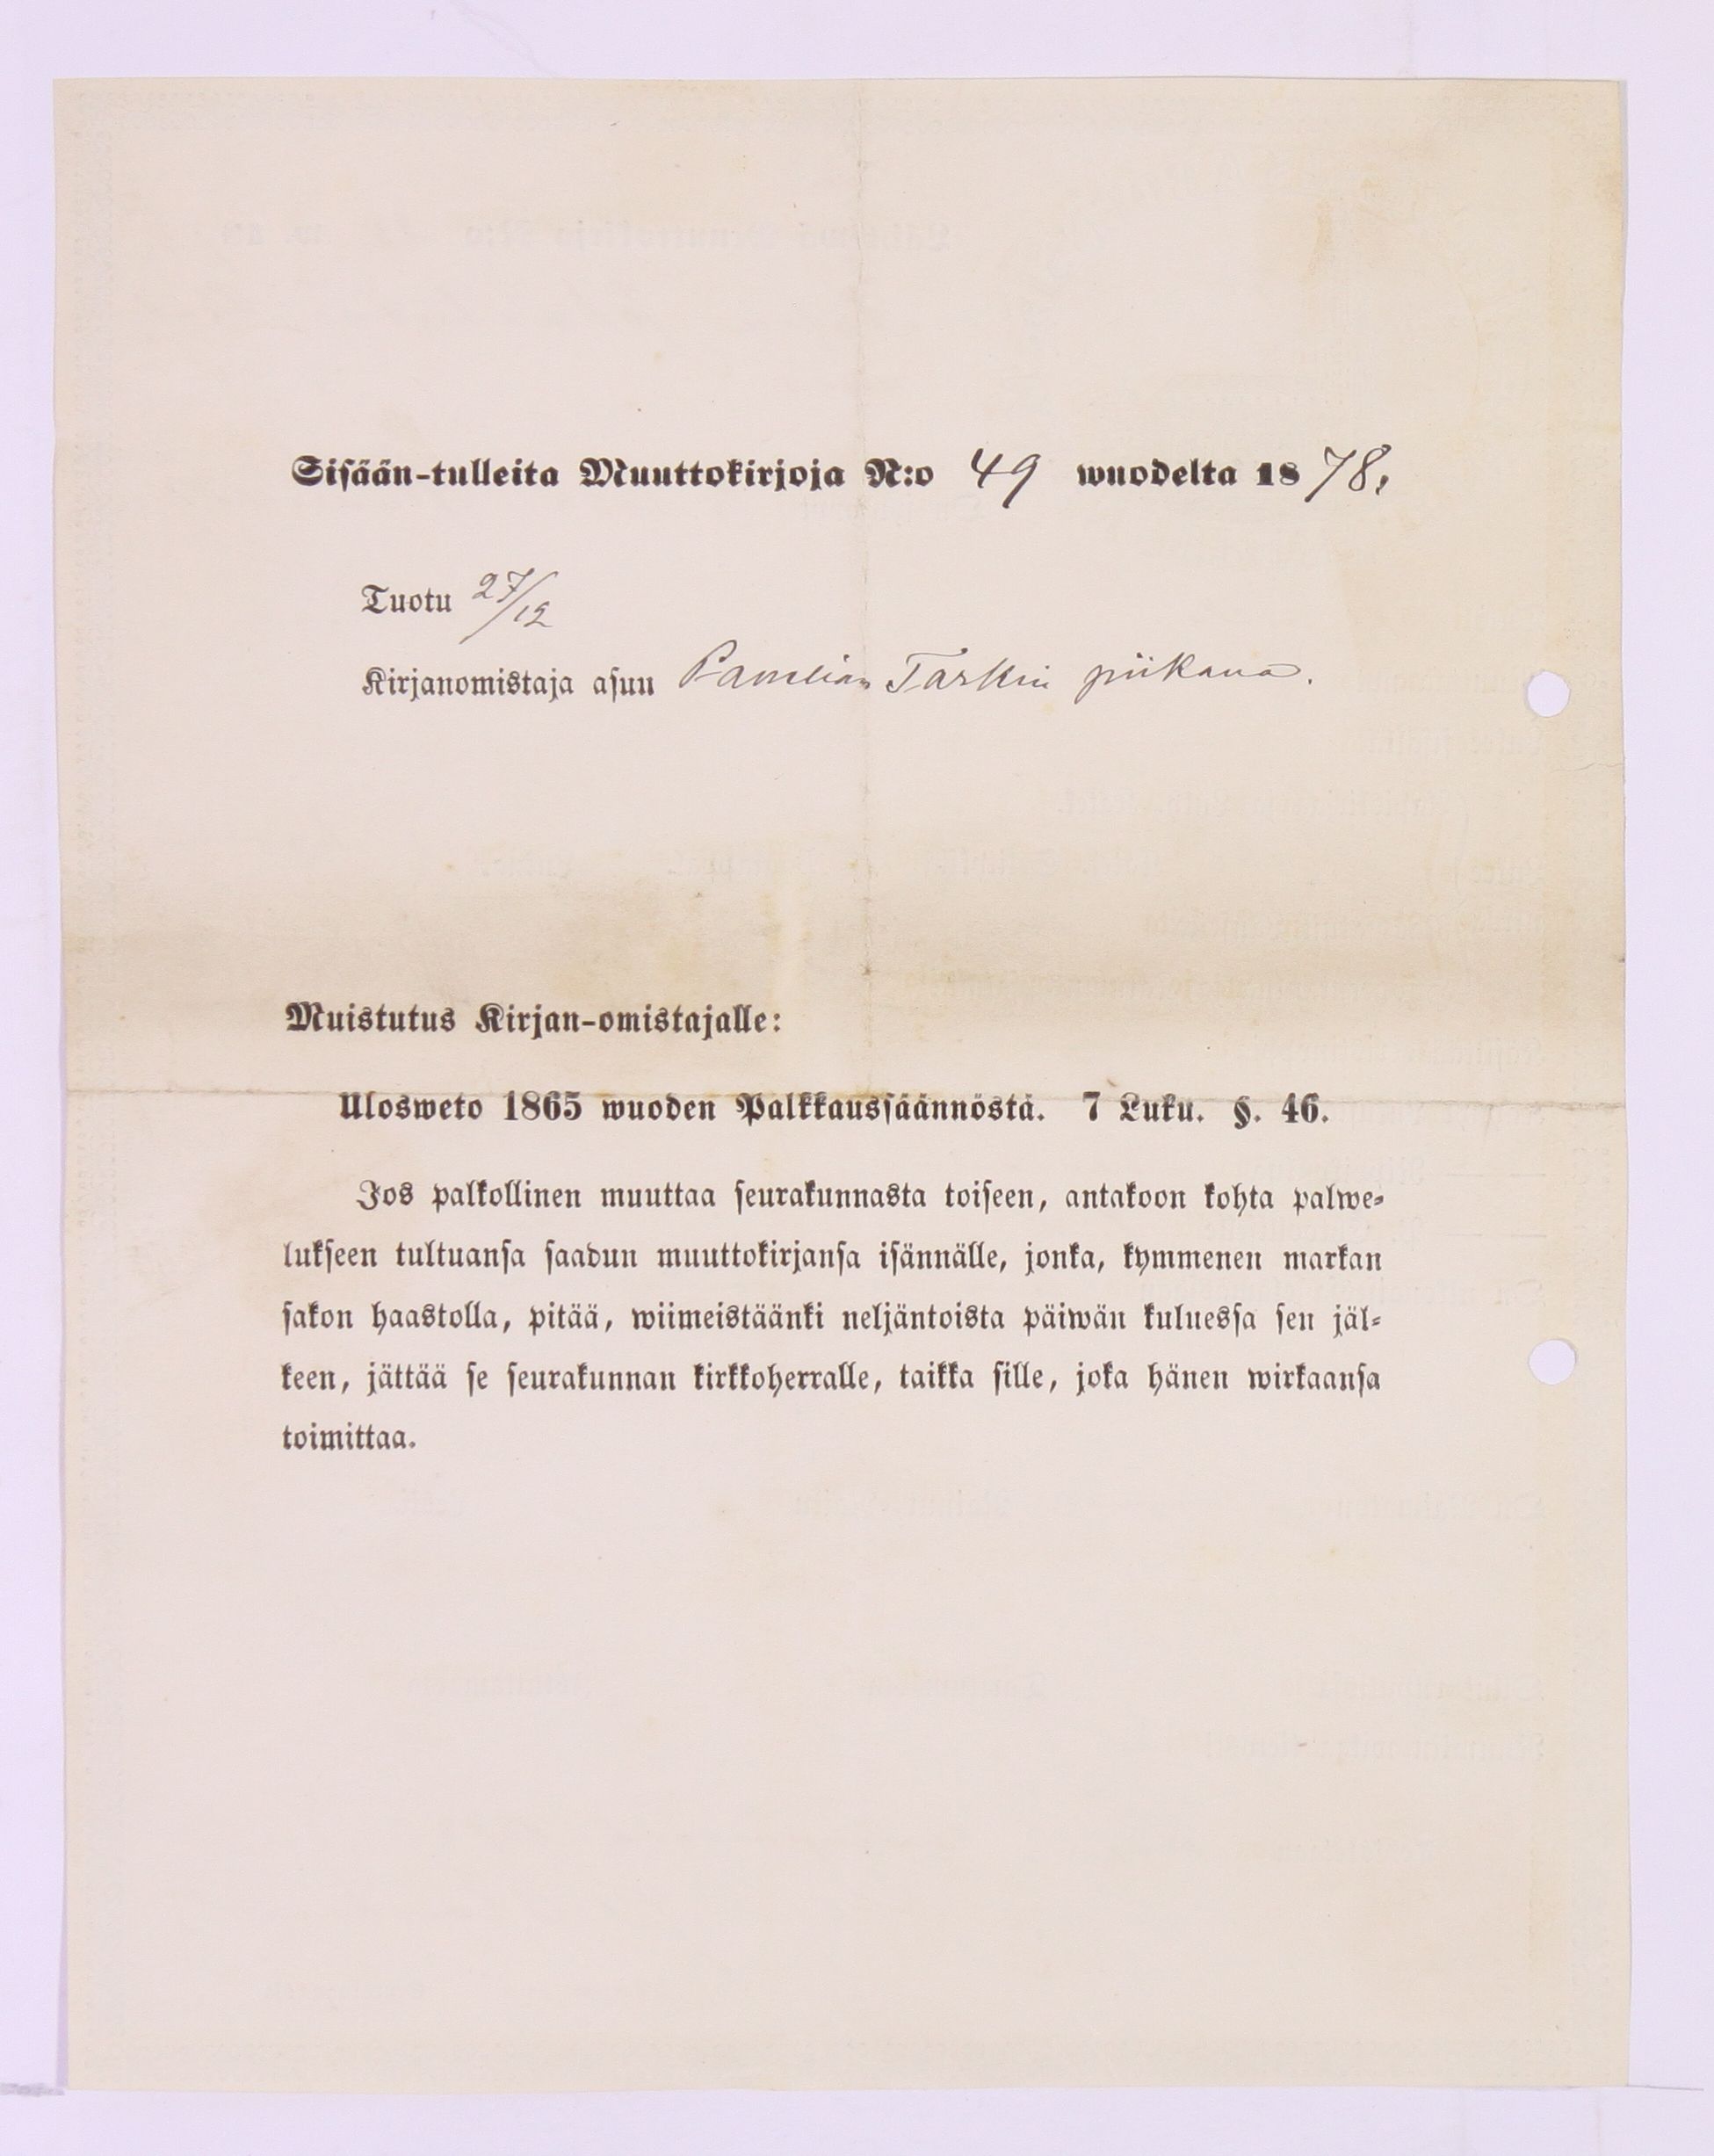 Sisään-tulleita Muuttokirjoja N:o 49 wuodelta 1878.
Tuotu 27/12
Kirjanomistaja asuu Tarkin piikana.
Muistutus Kirjan-omistajalle:
Ulosweto 1865 wuoden Palkkaussäännöstä. 7 Luku. §. 46.
Jos palkollinen muuttaa seurakunnasta toiseen, antakoon kohta palwe-
lukseen tultuansa saadun muuttokirjansa isännälle, jonka, kymmenen markan
sakon haastolla, pitää, wiimeistäänki neljäntoista päiwän kuluessa sen jäl-
keen, jättää se seurakunnan kirkkoherralle, taikka sille, joka hänen wirkaansa
toimittaa.